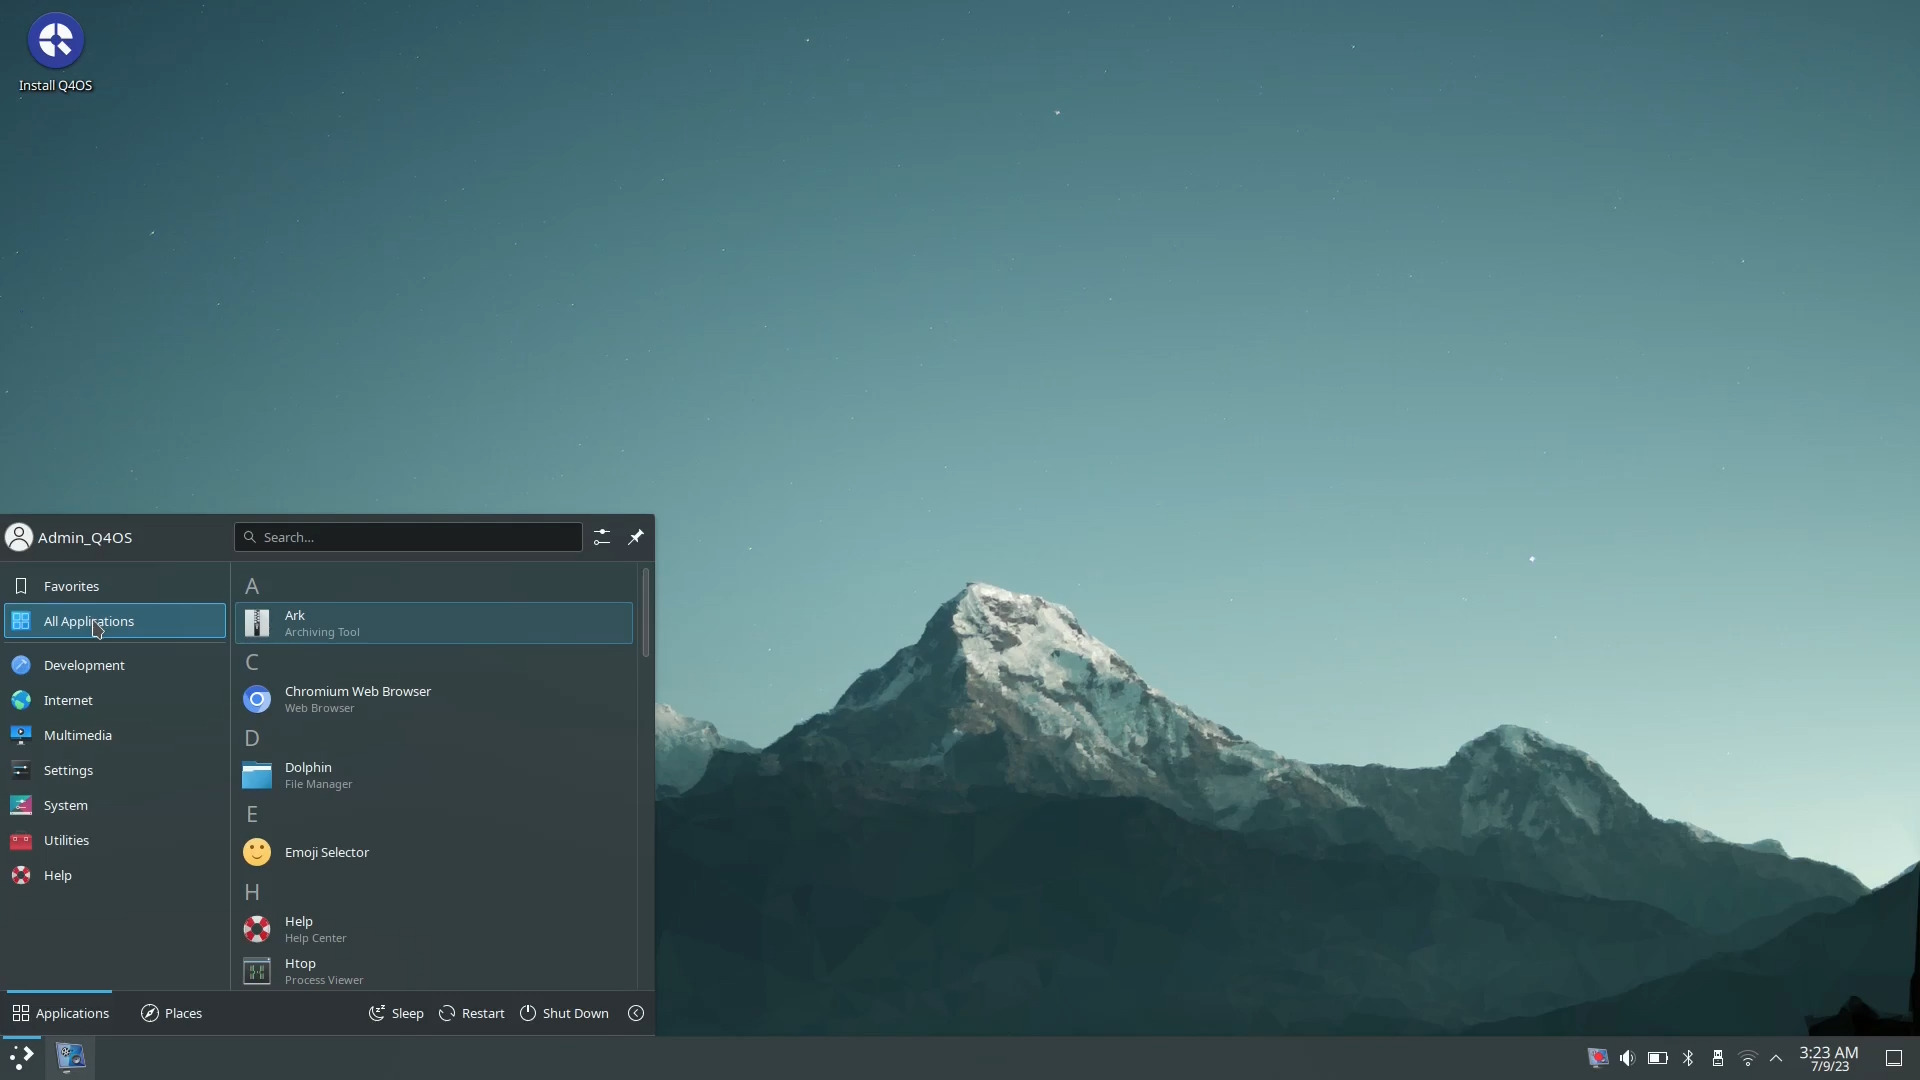 Install Q4OS
Admin_Q4OS
Search...
Favorites
All Applications
Development
Internet
Multimedia
Settings
System
Utilities
Help
A
Ark
Archiving Tool
C
Chromium Web Browser
Web Browser
D
Dolphin
File Manager
E
Emoji Selector
H
Help
Help Center
Htop
Process Viewer
Applications
Places
Sleep
Restart
Shut Down
3:23 AM
7/9/23